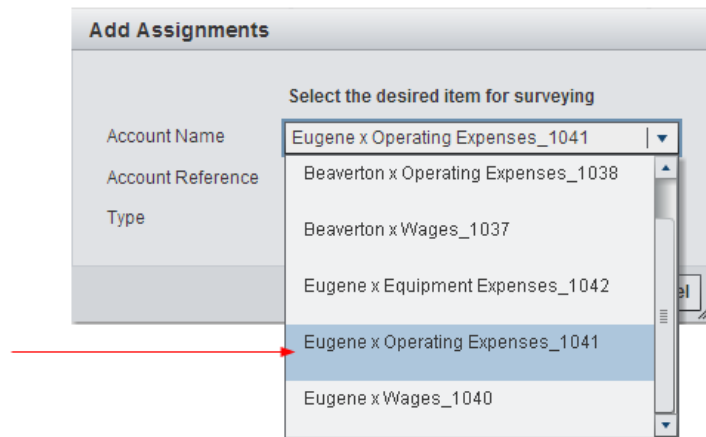 Add Assignments
Select the desired item for surveying
Account Name
Eugene x Operating Expenses_1041
Account Reference
Type
Beaverton x Operating Expenses_1038
Beaverton x Wages_1037
Eugene x Equipment Expenses_1042
Eugene x Operating Expenses_1041
Eugene x Wages_1040